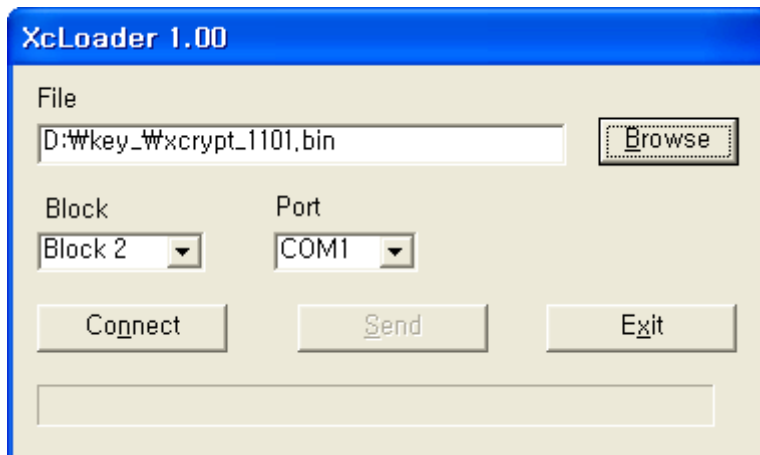 XcLoader 1.00
File
D:₩key_₩xcrypt_1101.bin
Browse
Block Port
Block 2 COM1
Connect Send Exit